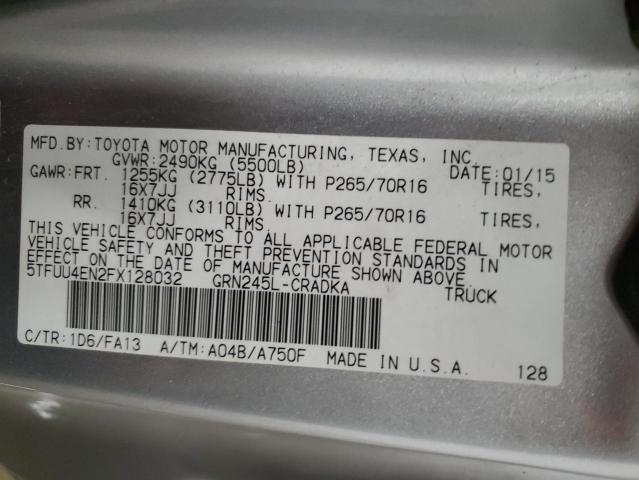 MFD.BY:TOYOTA MOTOR MANUFACTURING, TEXAS, INC.
GVWR:2490KG (5500LB) DATE:01/15
GAWR:FRT. 1255KG (2775LB) WITH P265/70R16 TIRES,
16X7JJ RIMS.
RR. 1410KG (3110LB) WITH P265/70R16 TIRES,
16X7JJ RIMS.
THIS VEHICLE CONFORMS TO ALL APPLICABLE FEDERAL MOTOR
VEHICLE SAFETY AND THEFT PREVENTION STANDARDS IN
EFFECT ON THE DATE OF MANUFACTURE SHOWN ABOVE.
5TFUU4EN2FX128032 GRN245L-CRADKA TRUCK
C/TR:1D6/FA13 A/TM:A04B/A750F MADE IN U.S.A. 128